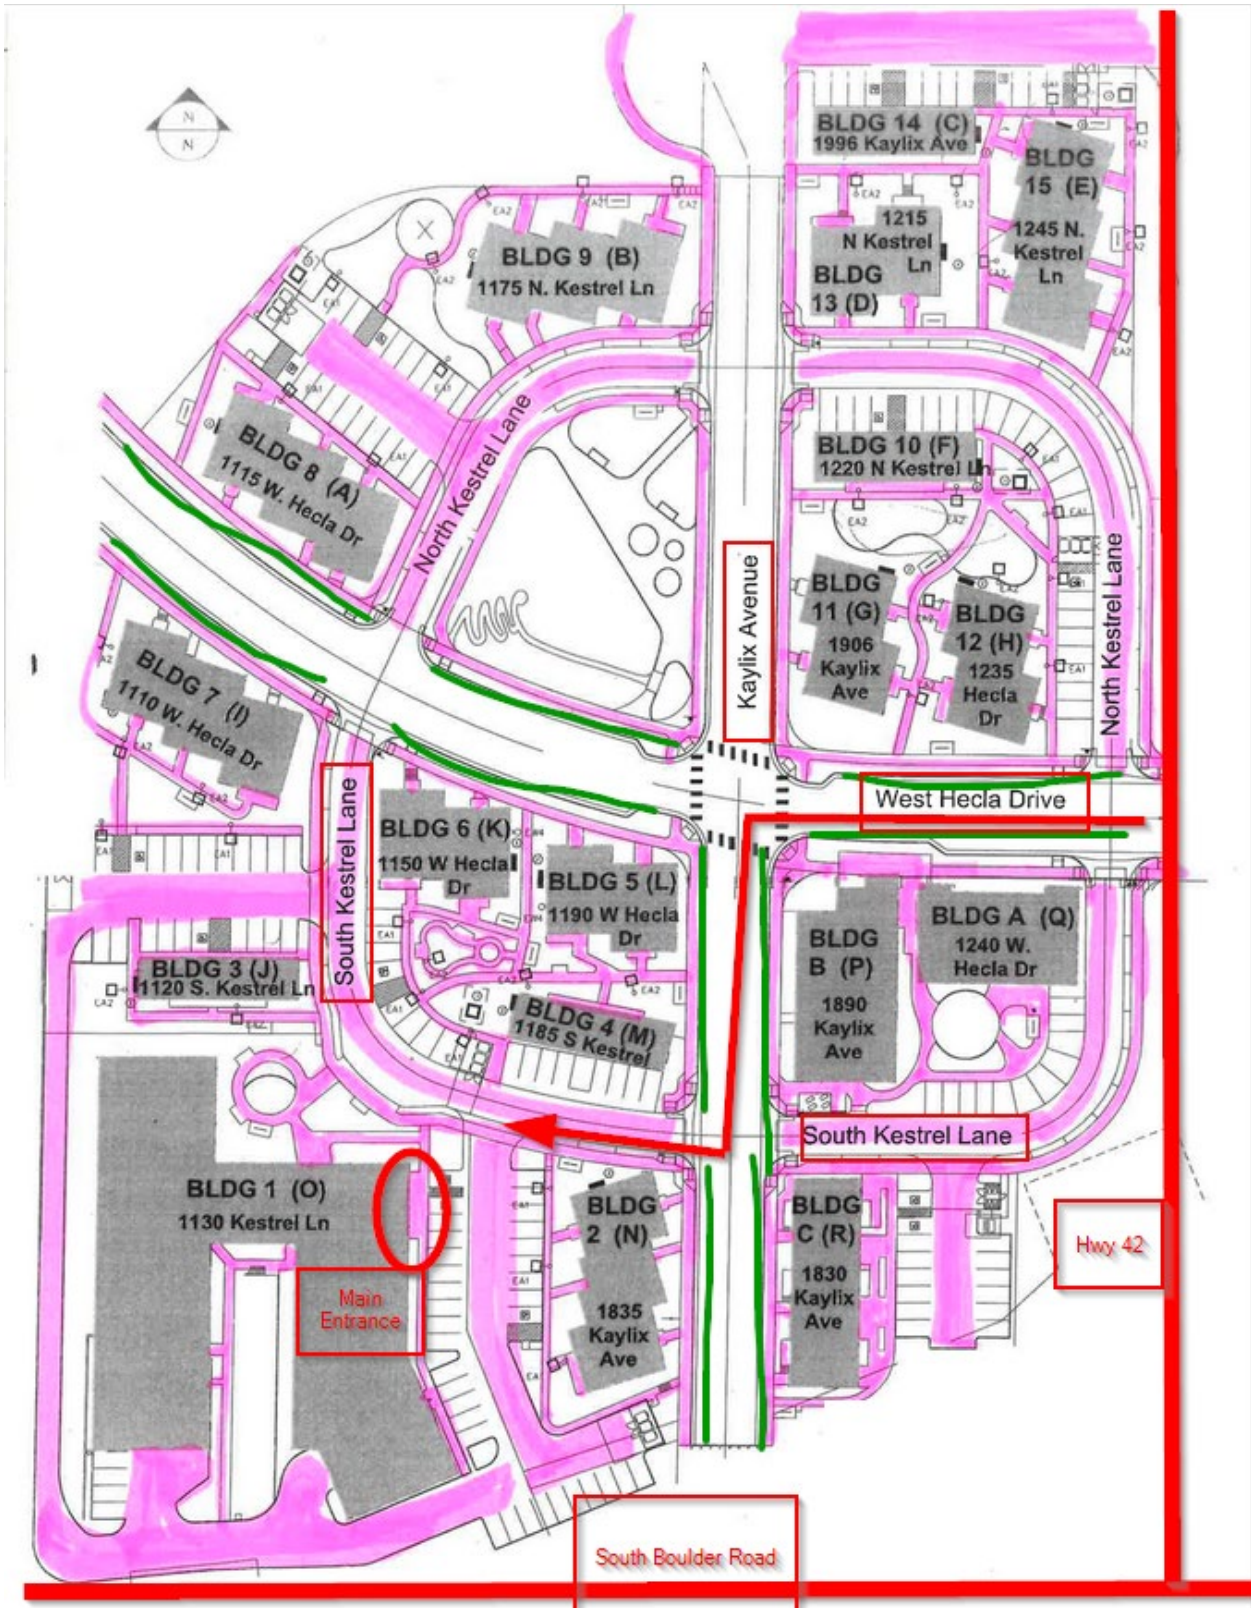 N
N
BLDG 14 (C)
1996 Kaylix Ave
BLDG
15 (E)
1245 N.
Kestrel
Ln
1215
N Kestrel
Ln
BLDG
13 (D)
BLDG 9 (B)
1175 N. Kestrel Ln
BLDG 8 (A)
1115 W. Hecla Dr
North Kestrel Lane
BLDG 10 (F)
1220 N Kestrel Ln
Kaylix Avenue
BLDG
11 (G)
1906
Kaylix
Ave
BLDG
12 (H)
1235
Hecla
Dr
North Kestrel Lane
BLDG 7 (I)
1110 W. Hecla Dr
South Kestrel Lane
BLDG 6 (K)
1150 W Hecla
Dr
BLDG 5 (L)
1190 W Hecla
Dr
West Hecla Drive
BLDG
B (P)
1890
Kaylix
Ave
BLDG A (Q)
1240 W.
Hecla Dr
BLDG 3 (J)
1120 S. Kestrel Ln
BLDG 4 (M)
1185 S Kestrel
South Kestrel Lane
BLDG 1 (O)
1130 Kestrel Ln
Main
Entrance
BLDG
2 (N)
1835
Kaylix
Ave
BLDG
C (R)
1830
Kaylix
Ave
Hwy 42
South Boulder Road